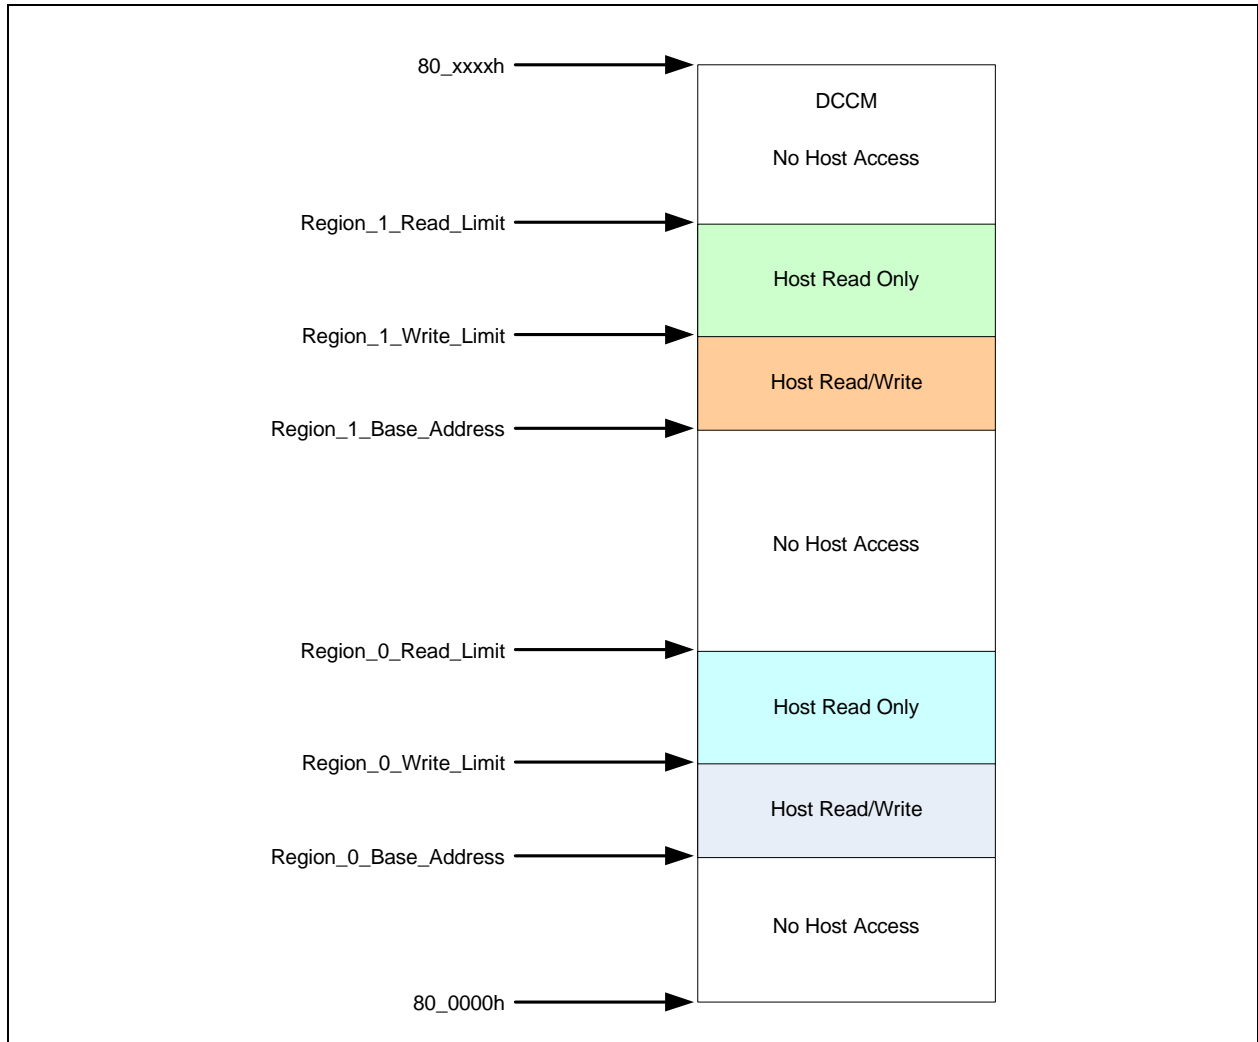 80_xxxxh
DCCM
No Host Access
Region_1_Read_Limit
Host Read Only
Region_1_Write_Limit
Host Read/Write
Region_1_Base_Address
No Host Access
Region_0_Read_Limit
Host Read Only
Region_0_Write_Limit
Host Read/Write
Region_0_Base_Address
No Host Access
80_0000h